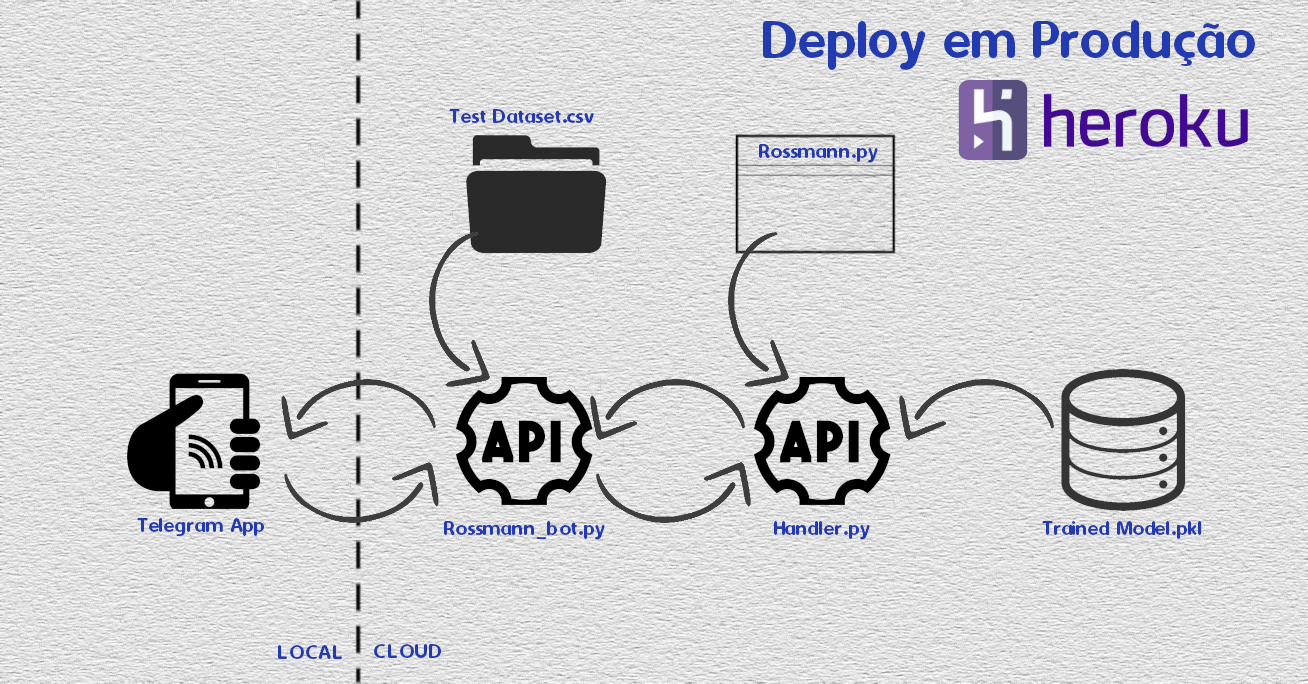 Deploy em Produção
heroku
Test Dataset.csv
Rossmann.py
API
API
Telegram App
Rossmann_bot.py
Handler.py
Trained Model.pkl
LOCAL
CLOUD